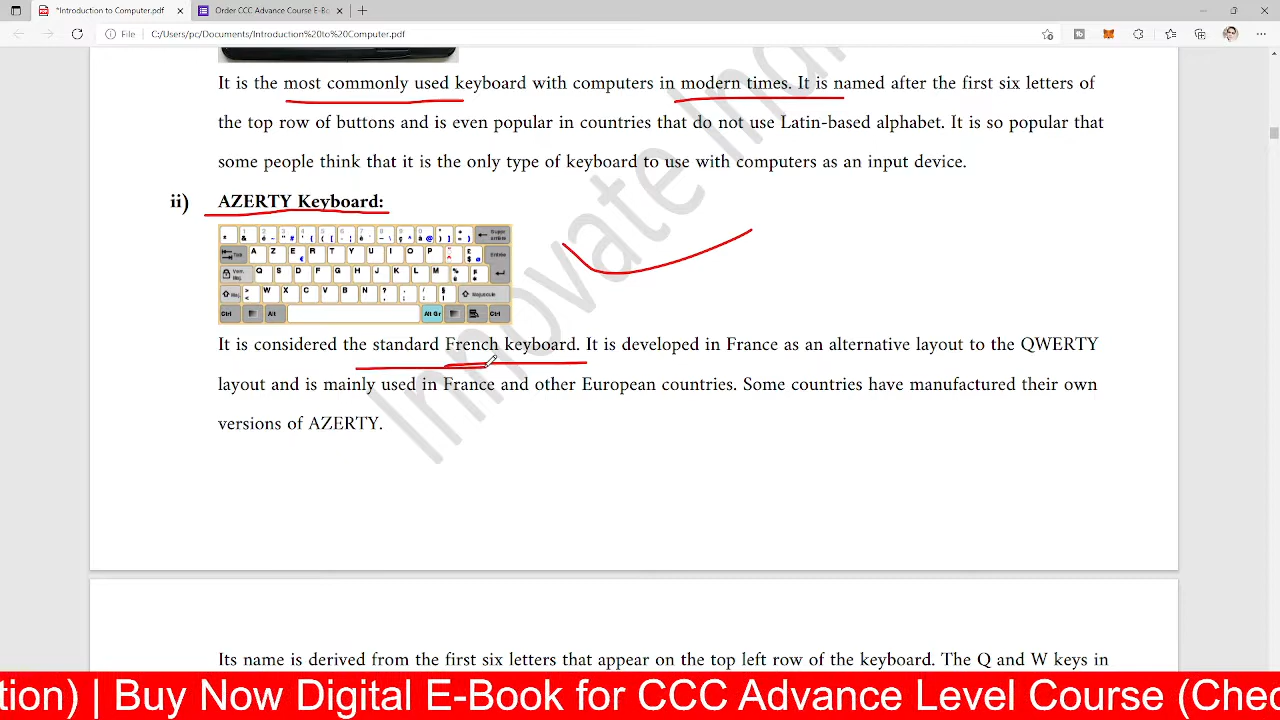 *Introduction to Computer.pdf
Order CCC Advance Course E-Bo
File
C:/Users/pc/Documents/Introduction%20to%20Computer.pdf
It is the most commonly used keyboard with computers in modern times. It is named after the first six letters of
the top row of buttons and is even popular in countries that do not use Latin-based alphabet. It is so popular that
some people think that it is the only type of keyboard to use with computers as an input device.
ii) AZERTY Keyboard:
A Z E R T Y U I O P
Q S D F G H J K L M
W X C V B N
Ctrl Alt Alt Gr Ctrl
It is considered the standard French keyboard. It is developed in France as an alternative layout to the QWERTY
layout and is mainly used in France and other European countries. Some countries have manufactured their own
versions of AZERTY.
Innovate Indi
Its name is derived from the first six letters that appear on the top left row of the keyboard. The Q and W keys in
tion) | Buy Now Digital E-Book for CCC Advance Level Course (Chec